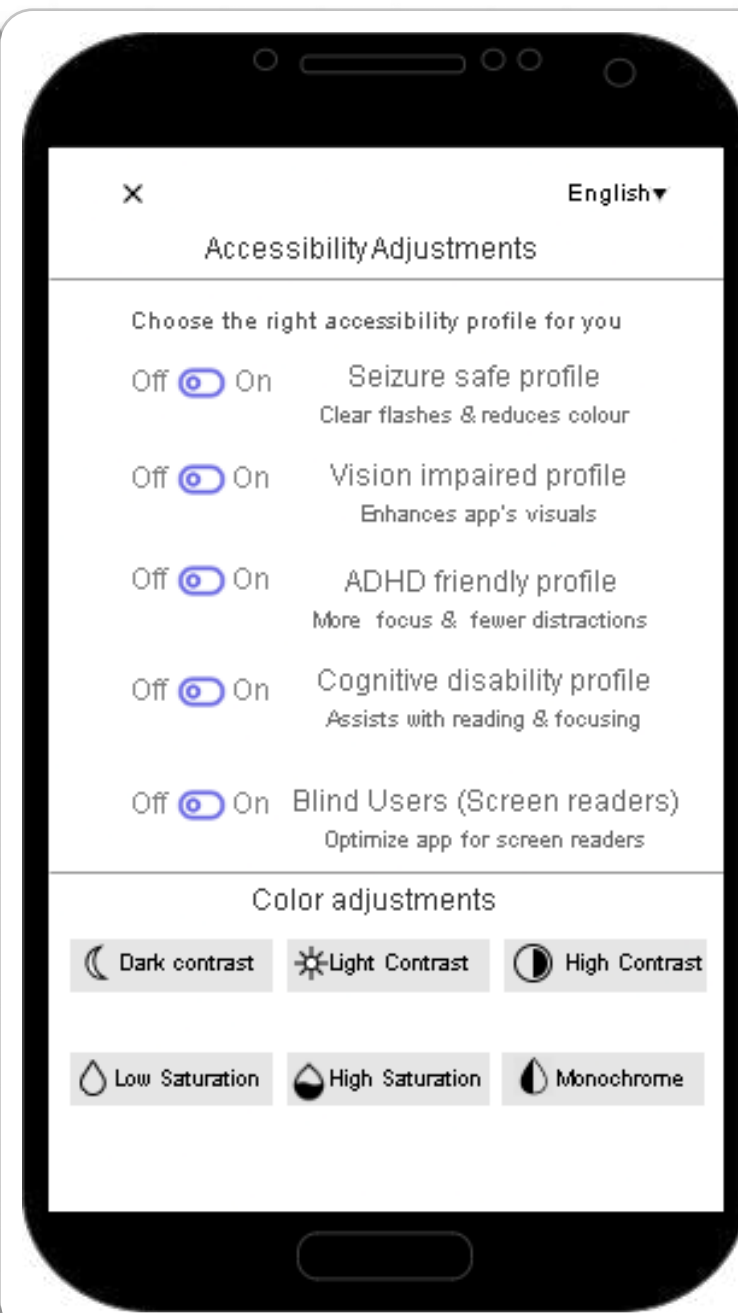 × English▼
Accessibility Adjustments
Choose the right accessibility profile for you
Off On Seizure safe profile
Clear flashes & reduces colour
Off On Vision impaired profile
Enhances app's visuals
Off On ADHD friendly profile
More focus & fewer distractions
Off On Cognitive disability profile
Assists with reading & focusing
Off On Blind Users (Screen readers)
Optimize app for screen readers
Color adjustments
Dark contrast Light Contrast High Contrast
Low Saturation High Saturation Monochrome